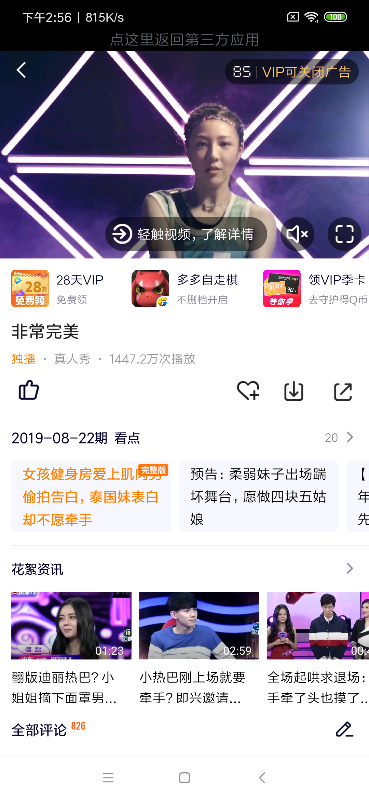 下午2:56 | 815K/s
100
点这里返回第三方应用
85 | VIP可关闭广告
轻触视频，了解详情
28天VIP
免费领
多多自走棋
不删档开启
领VIP季卡
去守护得Q币
28天
免费领
等你拿
非常完美
独播 · 真人秀 · 1447.2万次播放
2019-08-22期 看点
20
完整版
女孩健身房爱上肌肉男
偷拍告白，泰国妹表白
却不愿牵手
预告：柔弱妹子出场踹
坏舞台，愿做四块五姑
娘
【
年
先
花絮资讯
01:23
02:59
00:4
翻版迪丽热巴？小
姐姐摘下面罩男...
小热巴刚上场就要
牵手？即兴邀请...
全场起哄求退场：
手牵了头也摸了...
全部评论 826